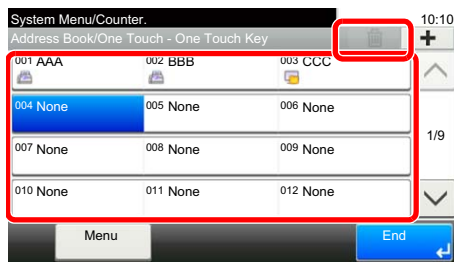 System Menu/Counter. 10:10
Address Book/One Touch - One Touch Key
001 AAA 002 BBB 003 CCC
004 None 005 None 006 None
1/9
007 None 008 None 009 None
010 None 011 None 012 None
Menu End